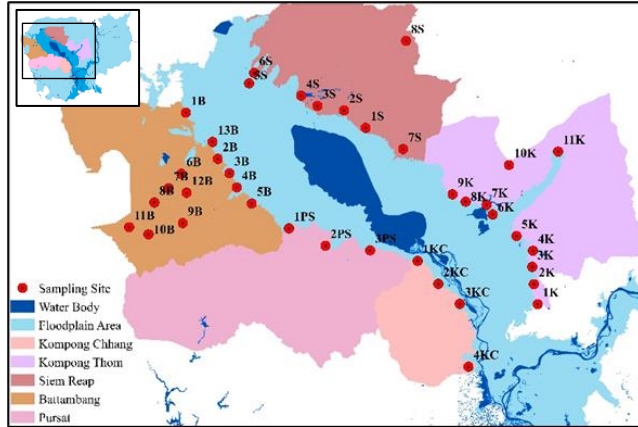 8S
6S
5S
4S
3S
2S
1S
7S
1B
13B
2B
6B
3B
7B
4B
12B
8B
5B
9B
11B
10B
10K
11K
9K
8K
7K
6K
5K
4K
3K
2K
1K
1PS
2PS
3PS
1KC
2KC
3KC
4KC
Sampling Site
Water Body
Floodplain Area
Kompong Chhang
Kompong Thom
Siem Reap
Battambang
Pursat